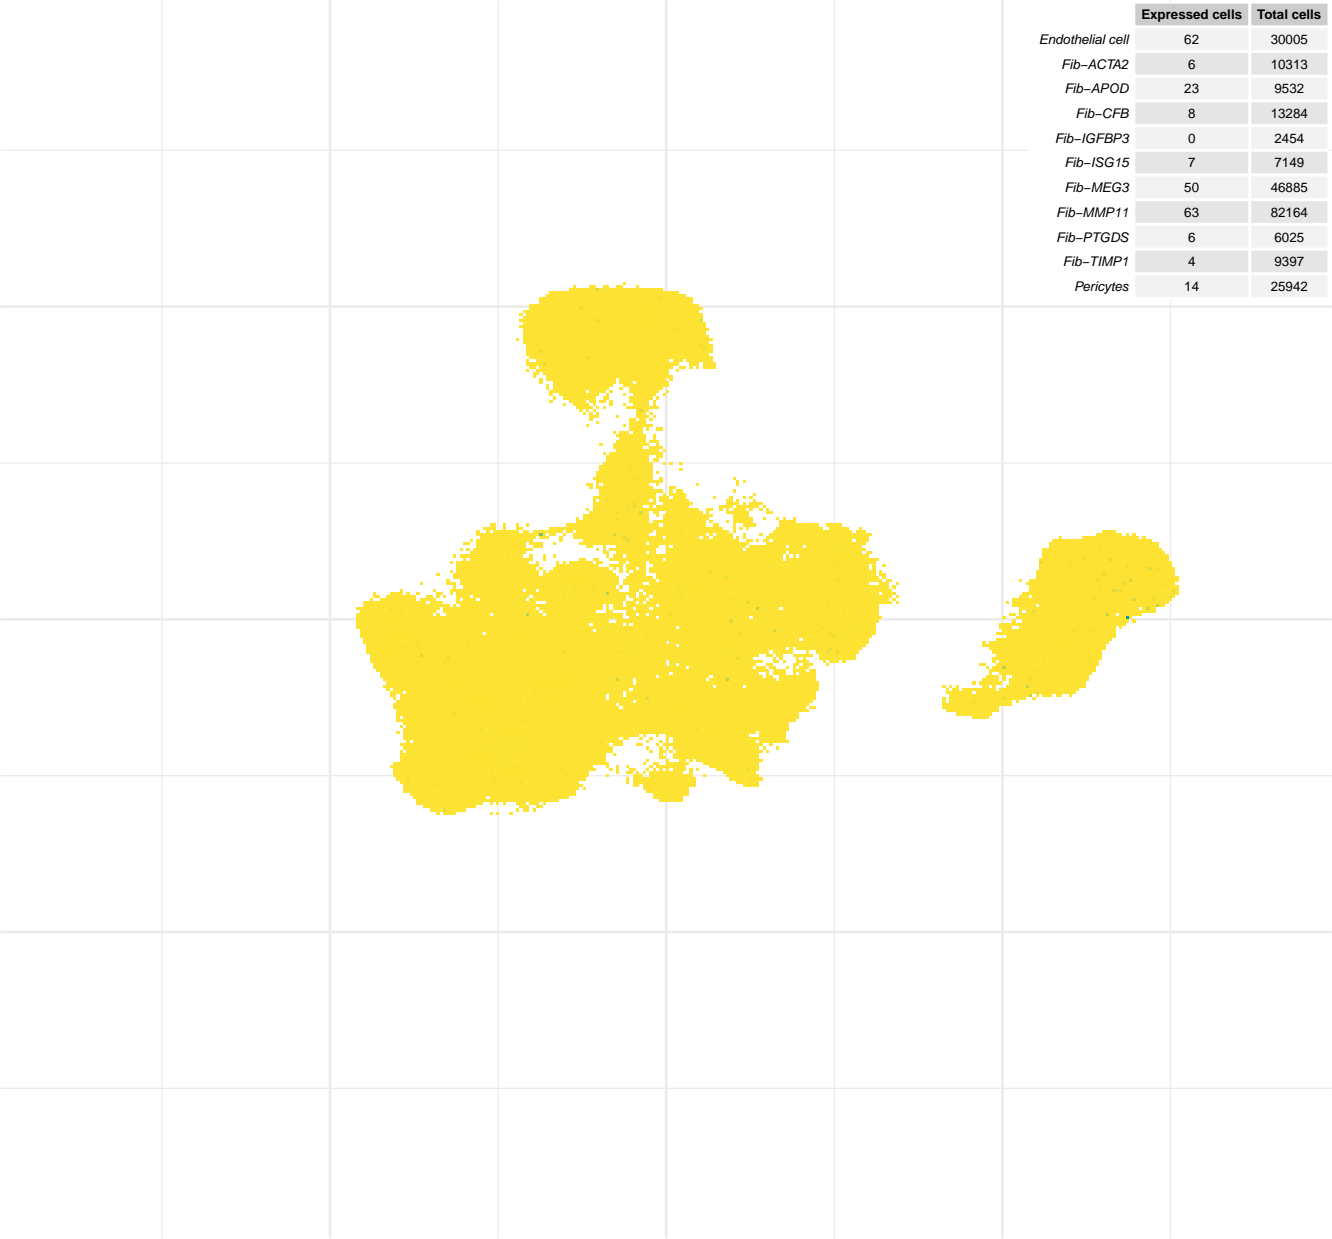 Expressed cells Total cells
Endothelial cell 62 30005
Fib−ACTA2 6 10313
Fib−APOD 23 9532
Fib−CFB 8 13284
Fib−IGFBP3 0 2454
Fib−ISG15 7 7149
Fib−MEG3 50 46885
Fib−MMP11 63 82164
Fib−PTGDS 6 6025
Fib−TIMP1 4 9397
Pericytes 14 25942